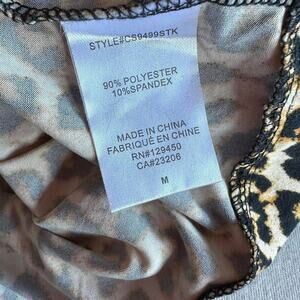 STYLE#CS9499STK
90% POLYESTER
10%SPANDEX
MADE IN CHINA
FABRIQUÉ EN CHINE
RN#129450
CA#23206
M